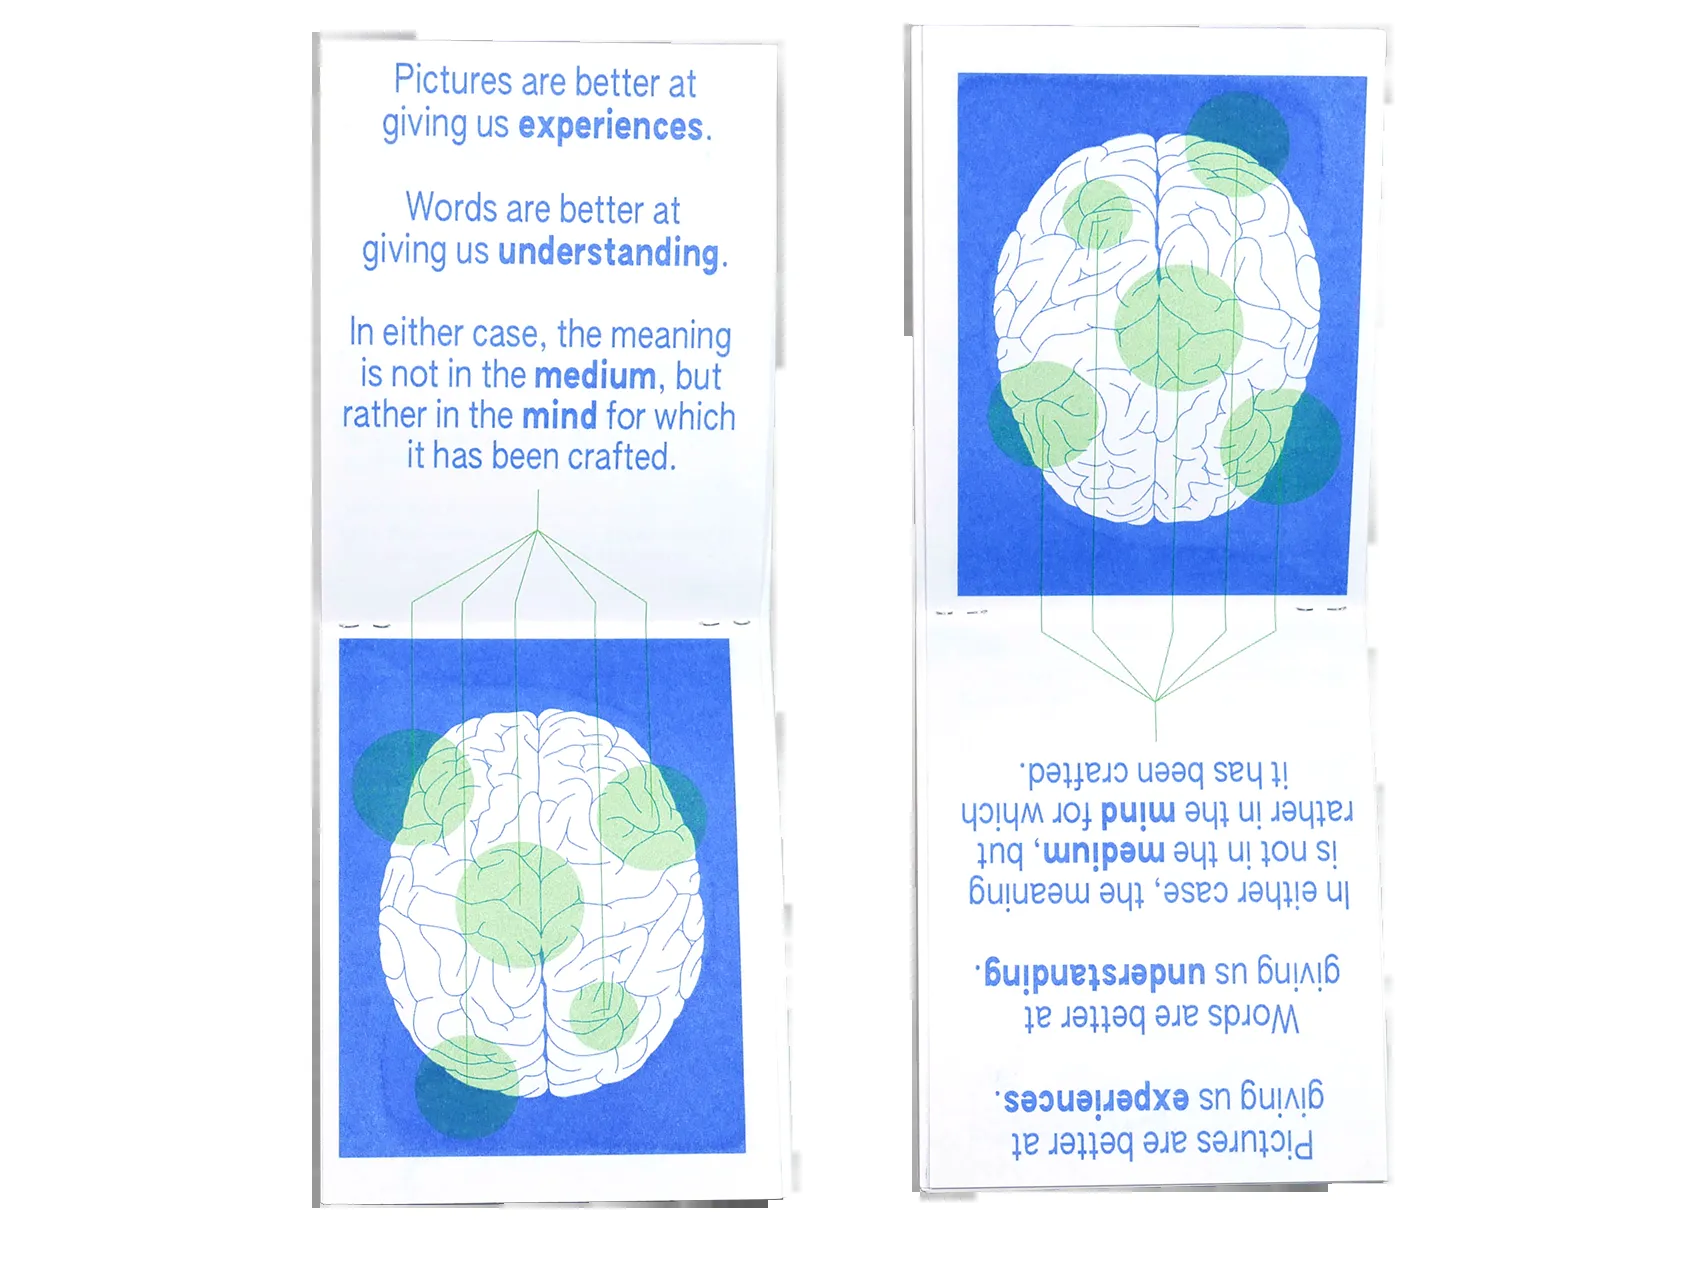 Pictures are better at
giving us experiences.
Words are better at
giving us understanding.
In either case, the meaning
is not in the medium, but
rather in the mind for which
it has been crafted.
Pictures are better at
giving us experiences.
Words are better at
giving us understanding.
In either case, the meaning
is not in the medium, but
rather in the mind for which
it has been crafted.